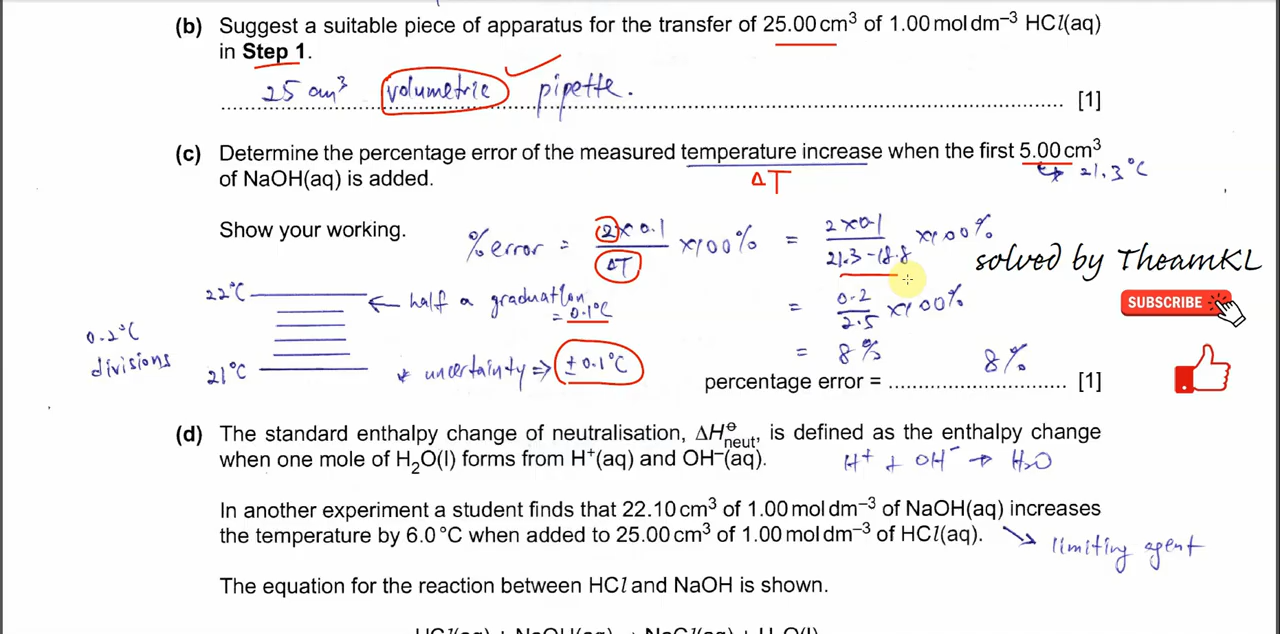 (b) Suggest a suitable piece of apparatus for the transfer of 25.00 cm³ of 1.00 mol dm⁻³ HCl(aq)
in Step 1.
25 cm³ volumetric pipette. [1]
(c) Determine the percentage error of the measured temperature increase when the first 5.00 cm³
of NaOH(aq) is added.
ΔT
↳ 21.3°C
Show your working.
% error = 2×0.1 / ΔT ×100% = 2×0.1 / 21.3-18.8 ×100%
solved by TheamKL
22°C
← half a graduation
= 0.1°C
= 0.2 / 2.5 ×100%
SUBSCRIBE
0.2°C
divisions
21°C
* uncertainty ⇒ ±0.1°C
= 8%
percentage error = 8% [1]
(d) The standard enthalpy change of neutralisation, ΔH⦵neut, is defined as the enthalpy change
when one mole of H₂O(l) forms from H⁺(aq) and OH⁻(aq).
H⁺ + OH⁻ → H₂O
In another experiment a student finds that 22.10 cm³ of 1.00 mol dm⁻³ of NaOH(aq) increases
the temperature by 6.0 °C when added to 25.00 cm³ of 1.00 mol dm⁻³ of HCl(aq).
↘ limiting agent
The equation for the reaction between HCl and NaOH is shown.
HCl(aq) + NaOH(aq) → NaCl(aq) + H₂O(l)